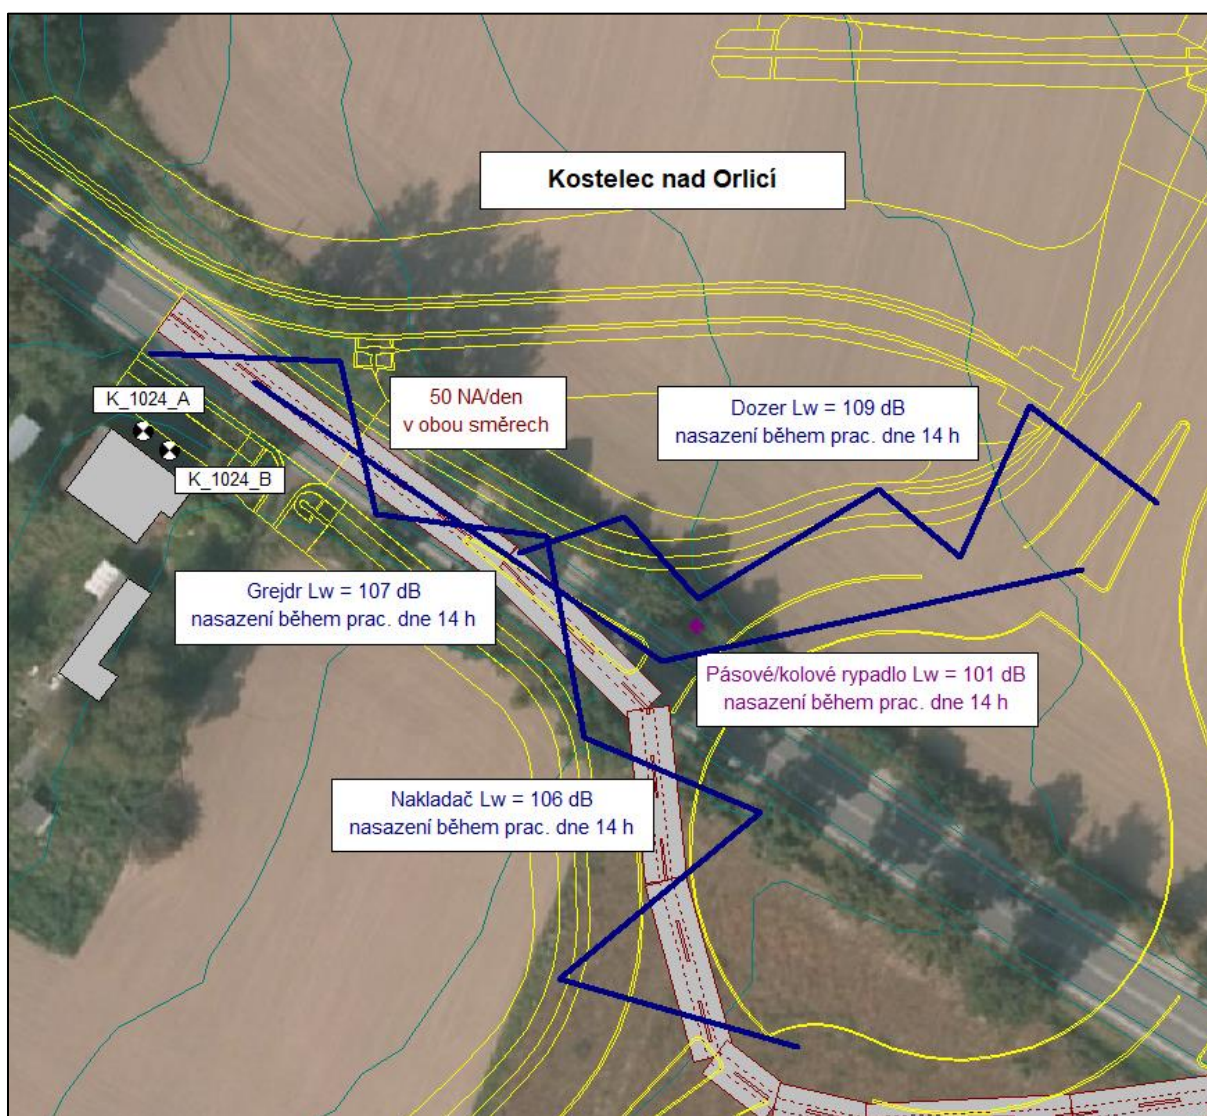 Kostelec nad Orlicí
K_1024_A
50 NA/den
v obou směrech
Dozer Lw = 109 dB
nasazení během prac. dne 14 h
K_1024_B
Grejdr Lw = 107 dB
nasazení během prac. dne 14 h
Pásové/kolové rypadlo Lw = 101 dB
nasazení během prac. dne 14 h
Nakladač Lw = 106 dB
nasazení během prac. dne 14 h